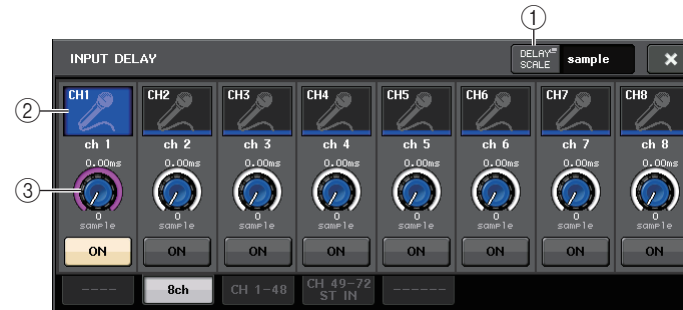 ①
INPUT DELAY
DELAY SCALE sample ×
②
CH1 CH2 CH3 CH4 CH5 CH6 CH7 CH8
ch 1 ch 2 ch 3 ch 4 ch 5 ch 6 ch 7 ch 8
③
0.00ms 0.00ms 0.00ms 0.00ms 0.00ms 0.00ms 0.00ms 0.00ms
0 0 0 0 0 0 0 0
sample sample sample sample sample sample sample sample
ON ON ON ON ON ON ON ON
---- 8ch CH 1-48 CH 49-72 ------
ST IN